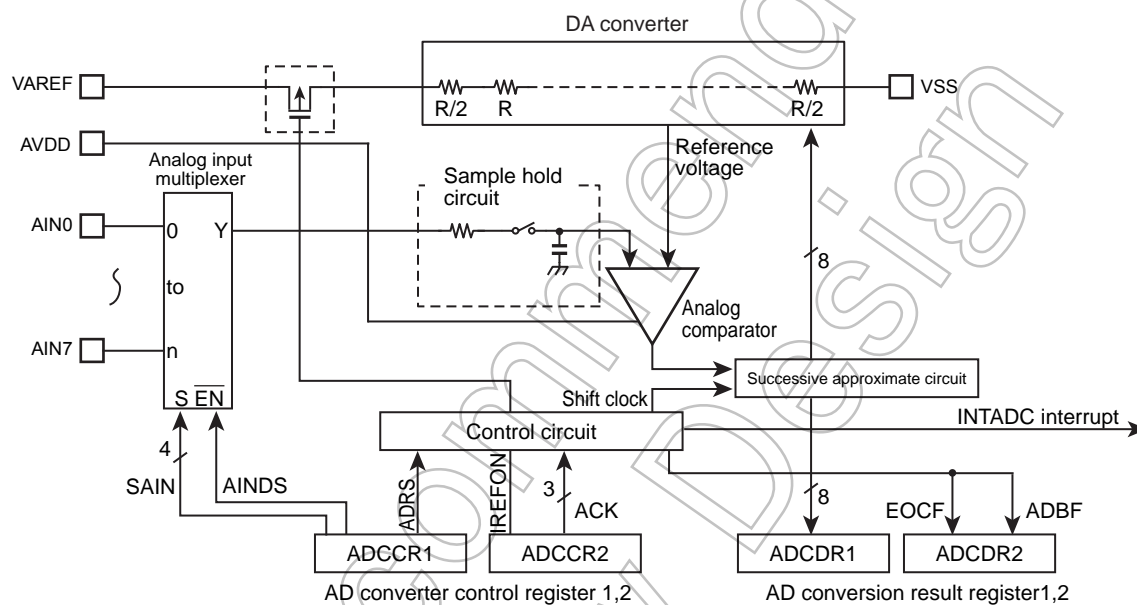 DA converter
VAREF
R/2
R
R/2
VSS
AVDD
Analog input
multiplexer
Reference
voltage
Sample hold
circuit
AIN0
0
Y
8
to
Analog
comparator
AIN7
n
Successive approximate circuit
S
EN
Shift clock
INTADC interrupt
Control circuit
4
SAIN
AINDS
ADRS
IREFON
3
ACK
8
EOCF
ADBF
ADCCR1
ADCCR2
ADCDR1
ADCDR2
AD converter control register 1,2
AD conversion result register1,2
ommend
Design